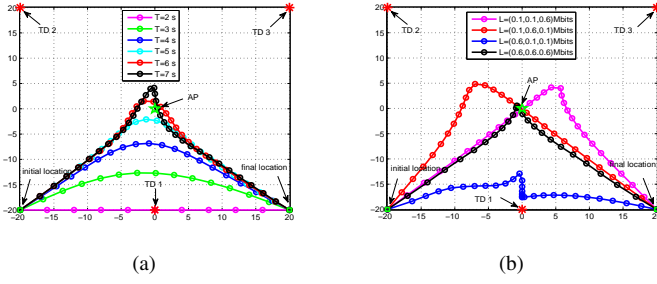 20
15
10
5
0
−5
−10
−15
−20
−20
−15
−10
−5
0
5
10
15
20
TD 2
TD 3
T=2 s
T=3 s
T=4 s
T=5 s
T=6 s
T=7 s
AP
initial location
final location
TD 1
(a)
20
15
10
5
0
−5
−10
−15
−20
−20
−15
−10
−5
0
5
10
15
20
TD 2
TD 3
L=(0.1,0.1,0.6)Mbits
L=(0.1,0.6,0.1)Mbits
L=(0.6,0.1,0.1)Mbits
L=(0.6,0.6,0.6)Mbits
AP
initial location
final location
TD 1
(b)